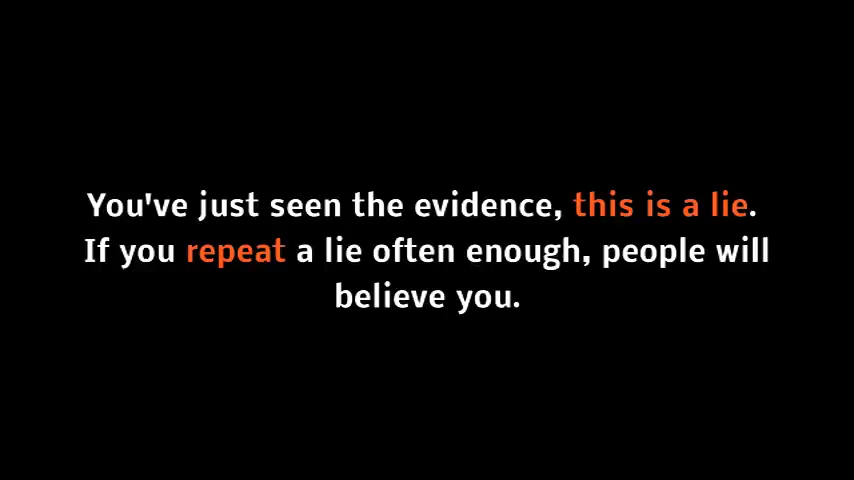 You've just seen the evidence, this is a lie.
If you repeat a lie often enough, people will
believe you.